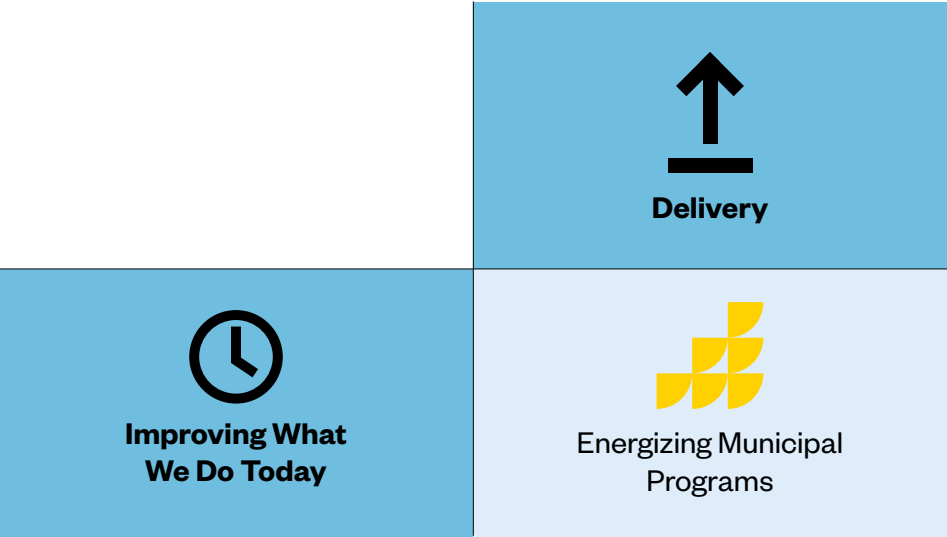 Delivery
Improving What
We Do Today
Energizing Municipal
Programs